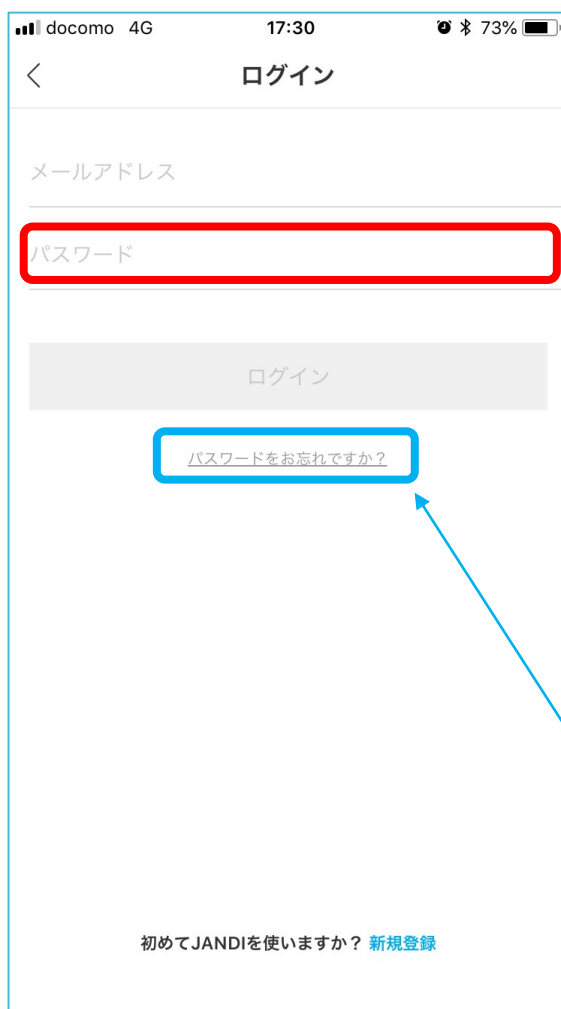 docomo 4G 17:30 73%
ログイン
メールアドレス
パスワード
ログイン
パスワードをお忘れですか？
初めてJANDIを使いますか？ 新規登録